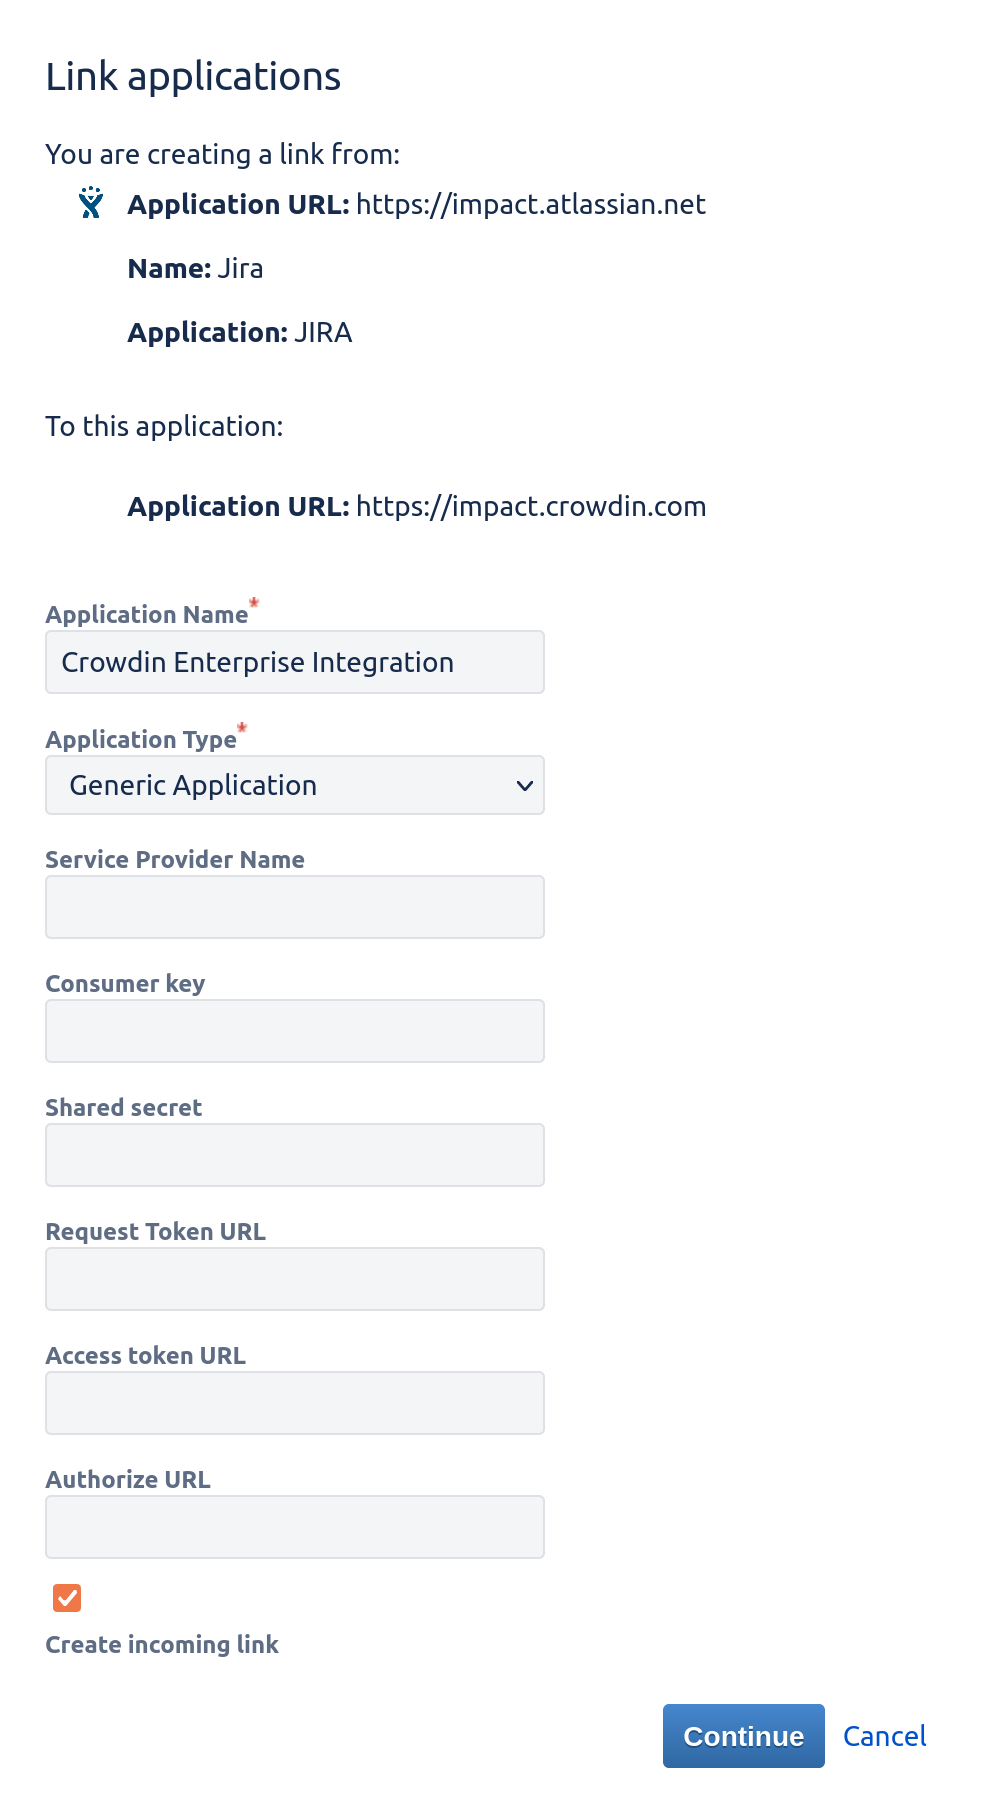 Link applications
You are creating a link from:
Application URL: https://impact.atlassian.net
Name: Jira
Application: JIRA
To this application:
Application URL: https://impact.crowdin.com
Application Name*
Crowdin Enterprise Integration
Application Type*
Generic Application
Service Provider Name
Consumer key
Shared secret
Request Token URL
Access token URL
Authorize URL
Create incoming link
Continue Cancel